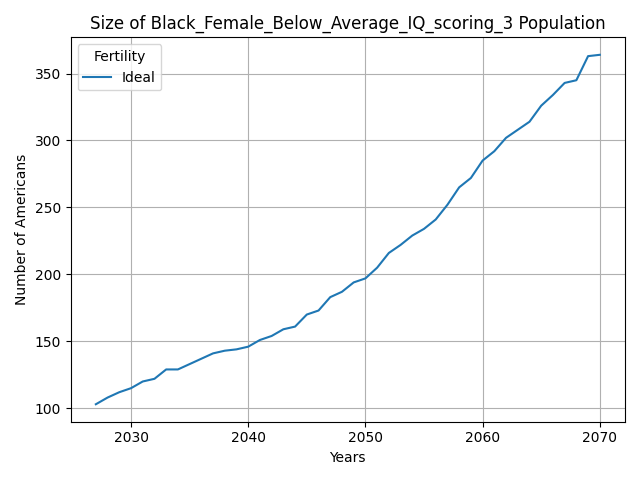 Size of Black_Female_Below_Average_IQ_scoring_3 Population
Fertility
Ideal
350
300
250
200
150
100
Number of Americans
2030 2040 2050 2060 2070
Years